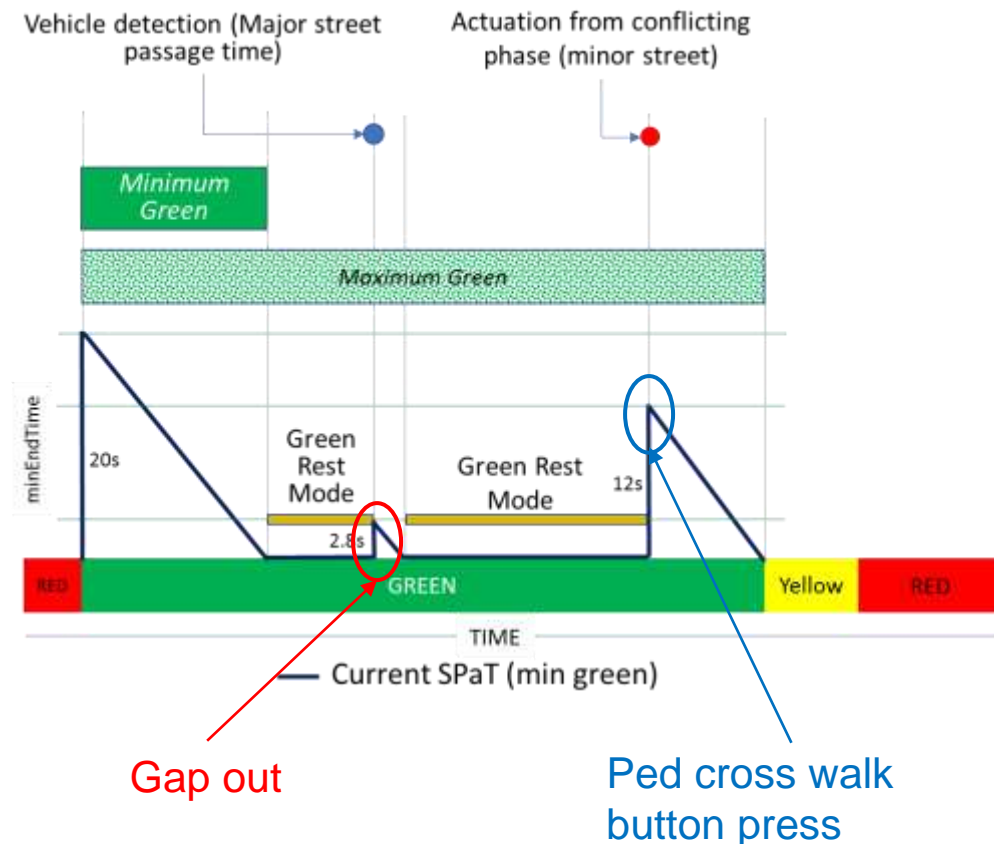 Vehicle detection (Major street
passage time)
Actuation from conflicting
phase (minor street)
Minimum
Green
Maximum Green
minEndTime
20s
Green
Rest
Mode
2.8s
Green Rest
Mode
12s
RED
GREEN
Yellow
RED
TIME
Current SPaT (min green)
Gap out
Ped cross walk
button press